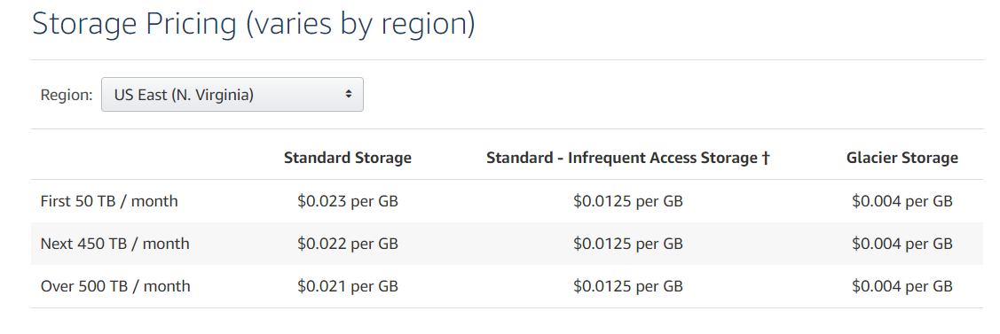 Storage Pricing (varies by region)
Region: US East (N. Virginia)
Standard Storage Standard - Infrequent Access Storage † Glacier Storage
First 50 TB / month $0.023 per GB $0.0125 per GB $0.004 per GB
Next 450 TB / month $0.022 per GB $0.0125 per GB $0.004 per GB
Over 500 TB / month $0.021 per GB $0.0125 per GB $0.004 per GB